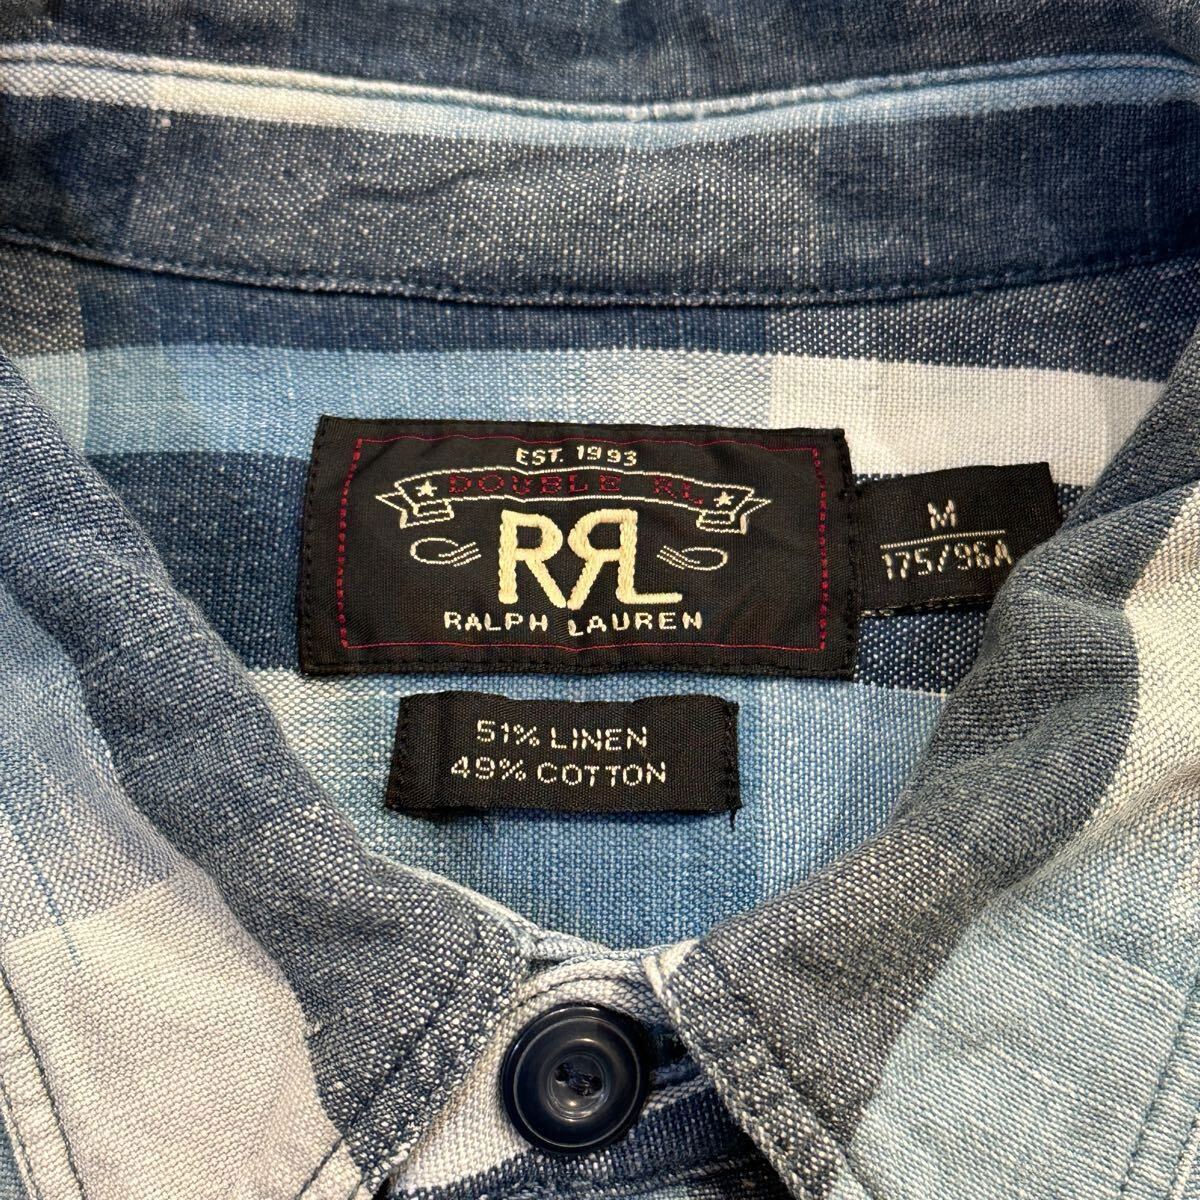 EST. 1993
DOUBLE RL
RRL
RALPH LAUREN
M
175/96A
51% LINEN
49% COTTON